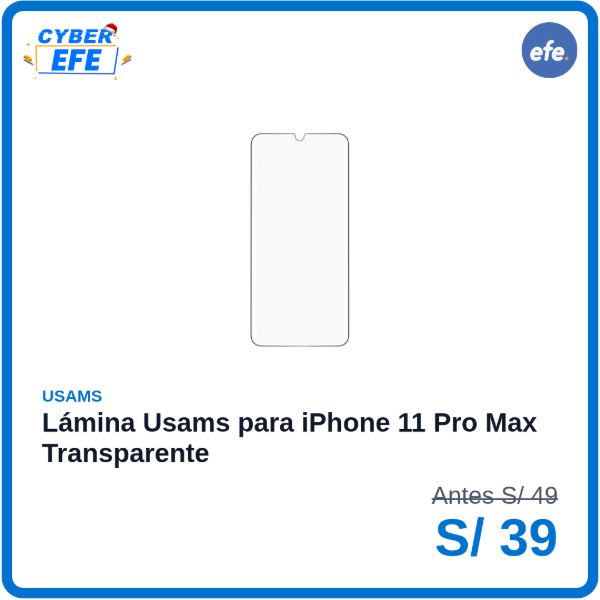 CYBER
EFE
efe.
USAMS
Lámina Usams para iPhone 11 Pro Max
Transparente
Antes S/ 49
S/ 39